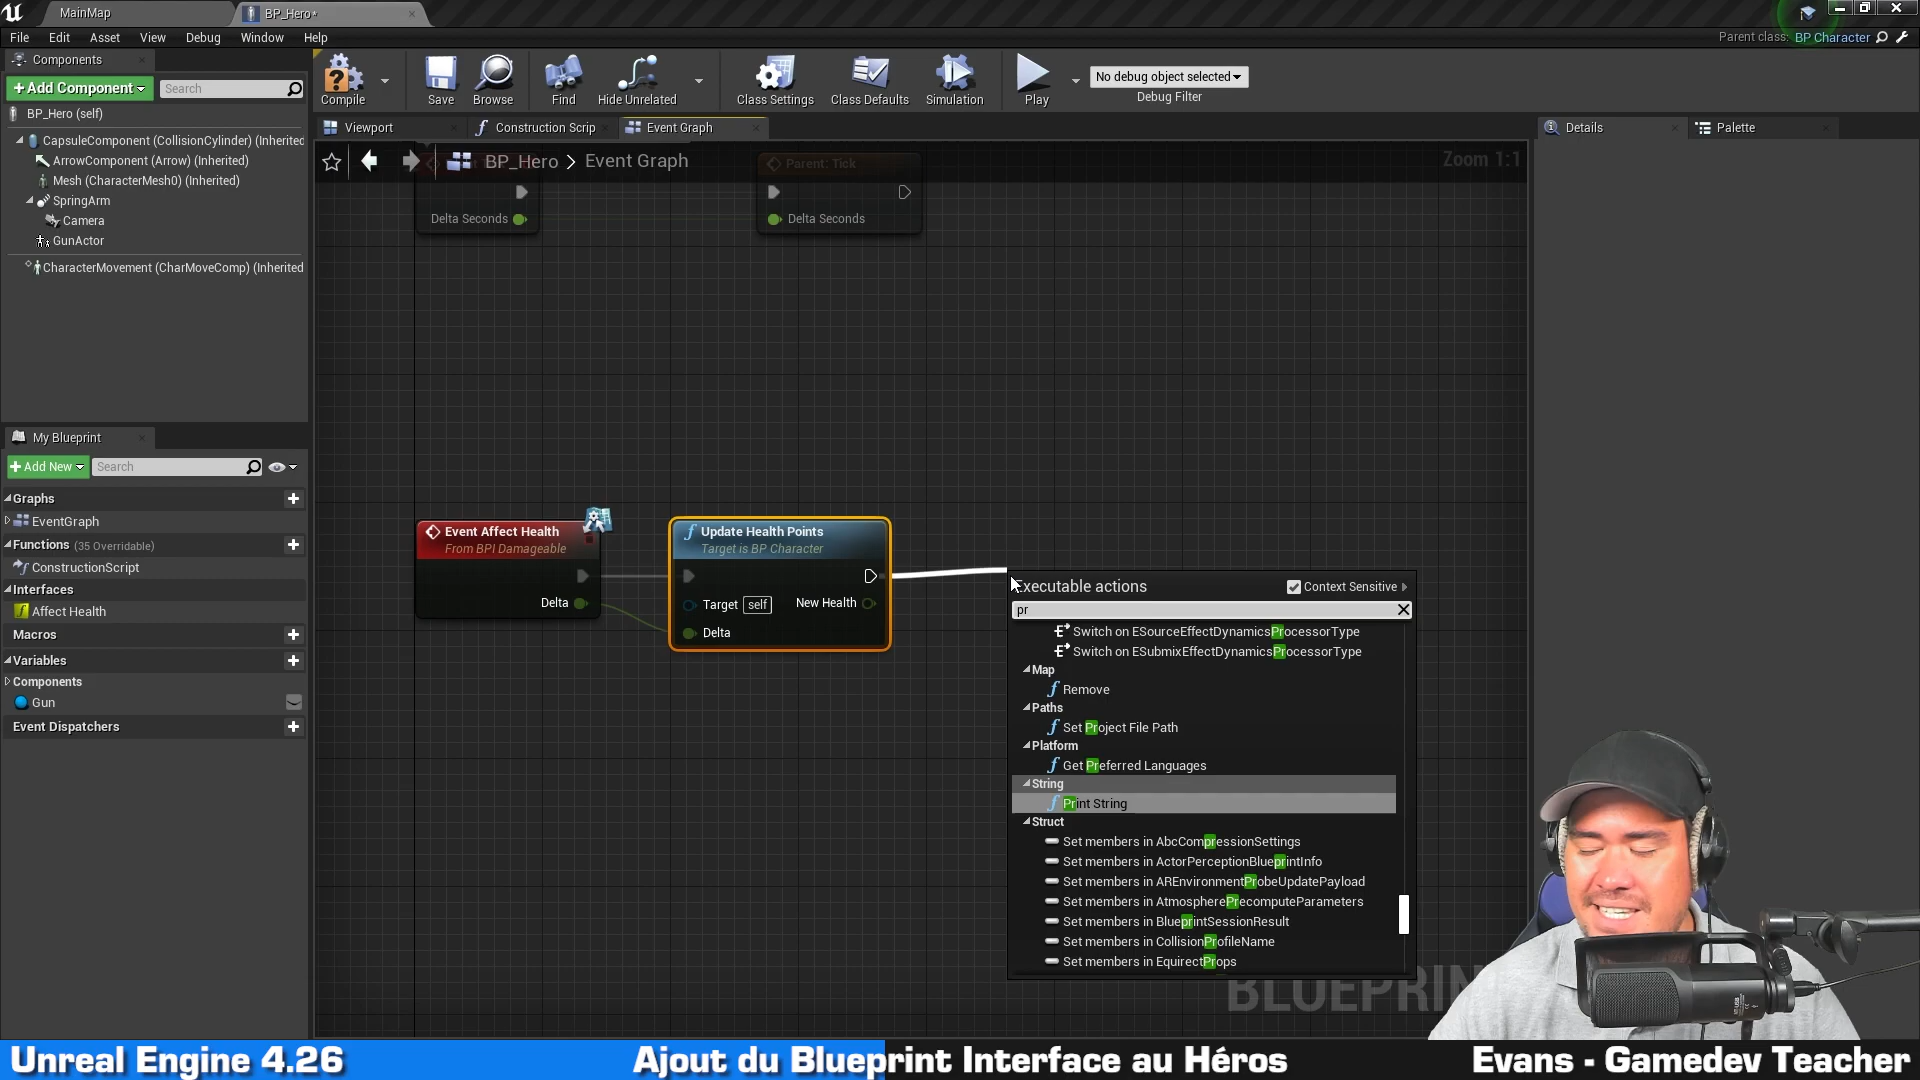 MainMap
BP_Hero*
File Edit Asset View Debug Window Help
Parent class: BP Character
Components
+Add Component
Search
BP_Hero (self)
CapsuleComponent (CollisionCylinder) (Inherited
ArrowComponent (Arrow) (Inherited)
Mesh (CharacterMesh0) (Inherited)
SpringArm
Camera
GunActor
CharacterMovement (CharMoveComp) (Inherited
My Blueprint
+Add New
Search
Graphs
EventGraph
Functions (35 Overridable)
ConstructionScript
Interfaces
Affect Health
Macros
Variables
Components
Gun
Event Dispatchers
Compile
Save
Browse
Find
Hide Unrelated
Class Settings
Class Defaults
Simulation
Play
No debug object selected
Debug Filter
Viewport
Construction Scrip
Event Graph
BP_Hero > Event Graph
Zoom 1:1
Delta Seconds
Parent: Tick
Delta Seconds
Event Affect Health
From BPI Damageable
Delta
Update Health Points
Target is BP Character
Target self
New Health
Delta
Executable actions
Context Sensitive
pr
Switch on ESourceEffectDynamicsProcessorType
Switch on ESubmixEffectDynamicsProcessorType
Map
Remove
Paths
Set Project File Path
Platform
Get Preferred Languages
String
Print String
Struct
Set members in AbcCompressionSettings
Set members in ActorPerceptionBlueprintInfo
Set members in AREnvironmentProbeUpdatePayload
Set members in AtmospherePrecomputeParameters
Set members in BlueprintSessionResult
Set members in CollisionProfileName
Set members in EquirectProps
Details
Palette
BLUEPRIN
Unreal Engine 4.26
Ajout du Blueprint Interface au Héros
Evans - Gamedev Teacher